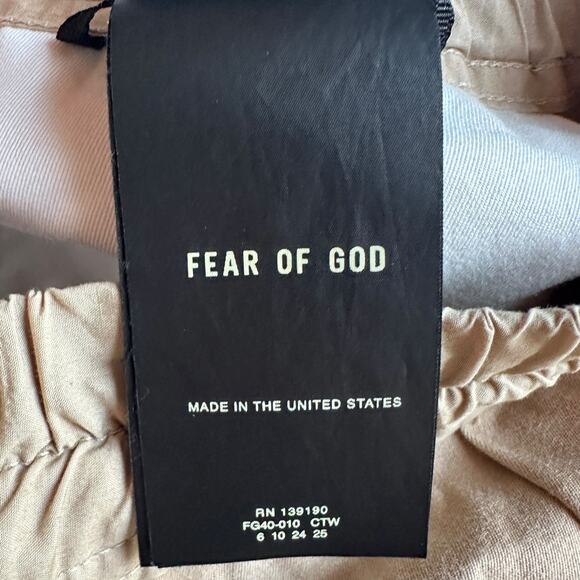 FEAR OF GOD
MADE IN THE UNITED STATES
RN 139190
FG40-010 CTW
6 10 24 25